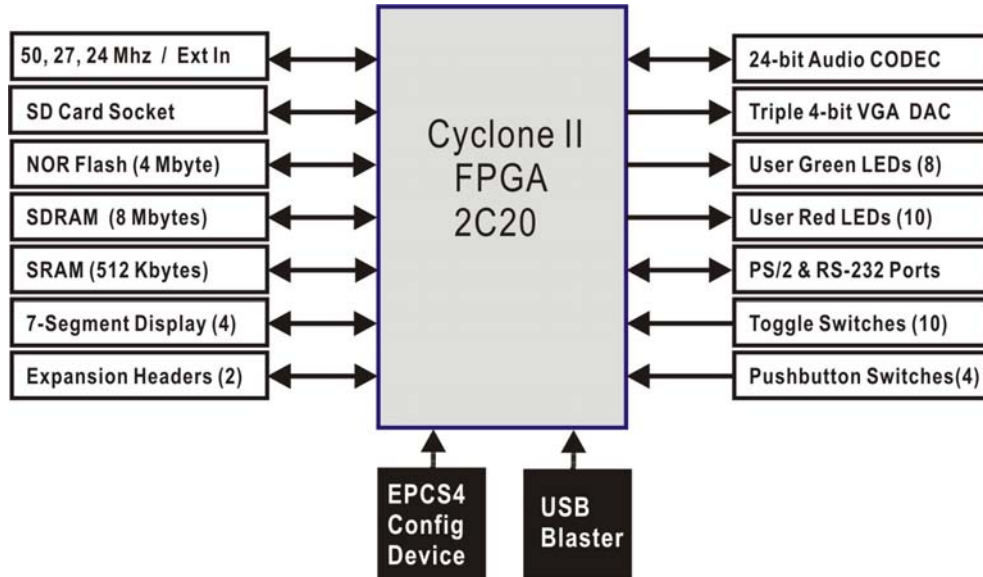 50, 27, 24 Mhz / Ext In
SD Card Socket
NOR Flash (4 Mbyte)
SDRAM (8 Mbytes)
SRAM (512 Kbytes)
7-Segment Display (4)
Expansion Headers (2)
Cyclone II
FPGA
2C20
24-bit Audio CODEC
Triple 4-bit VGA DAC
User Green LEDs (8)
User Red LEDs (10)
PS/2 & RS-232 Ports
Toggle Switches (10)
Pushbutton Switches(4)
EPCS4
Config
Device
USB
Blaster